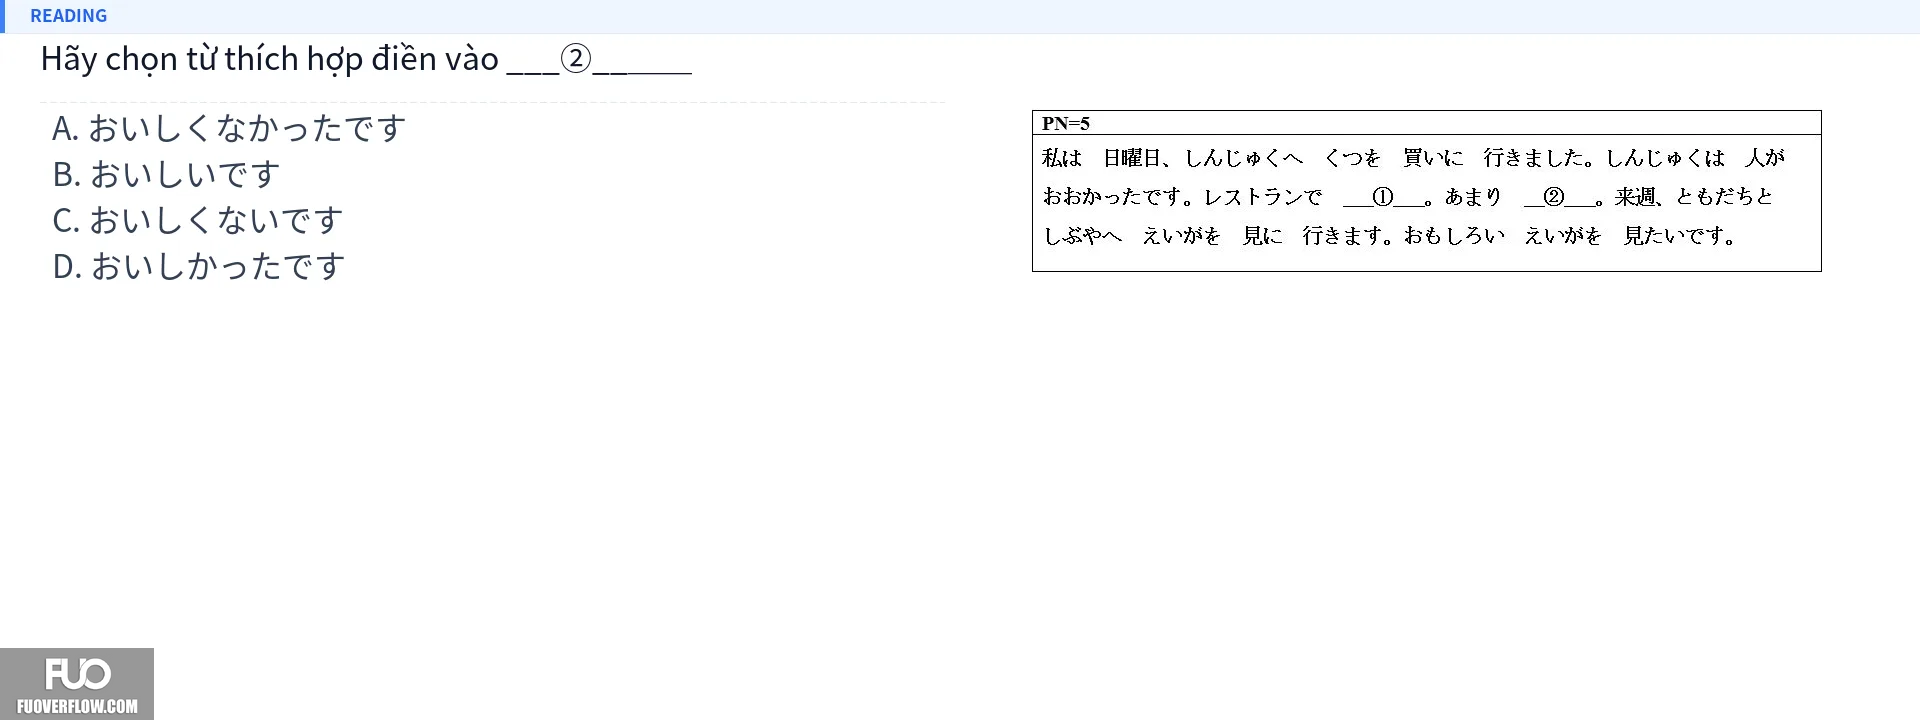 READING
Hãy chọn từ thích hợp điền vào ___②______
A. おいしくなかったです
B. おいしいです
C. おいしくないです
D. おいしかったです
PN=5
私は　日曜日、しんじゅくへ　くつを　買いに　行きました。しんじゅくは　人が
おおかったです。レストランで　___①___。あまり　__②___。来週、ともだちと
しぶやへ　えいがを　見に　行きます。おもしろい　えいがを　見たいです。
FUO
FUOVERFLOW.COM